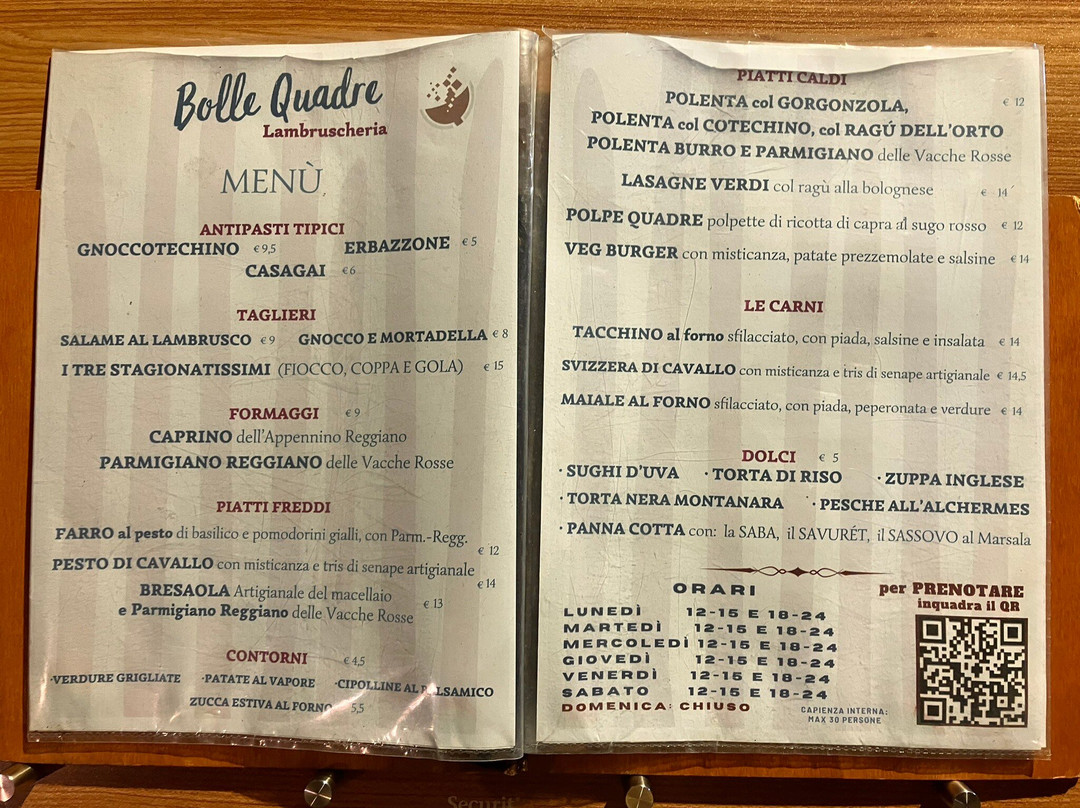 Bolle Quadre
Lambruscheria
MENÙ
ANTIPASTI TIPICI
GNOCCOTECHINO € 9,5 ERBAZZONE € 5
CASAGAI € 6
TAGLIERI
SALAME AL LAMBRUSCO € 9 GNOCCO E MORTADELLA € 8
I TRE STAGIONATISSIMI (FIOCCO, COPPA E GOLA) € 15
FORMAGGI € 9
CAPRINO dell'Appennino Reggiano
PARMIGIANO REGGIANO delle Vacche Rosse
PIATTI FREDDI
FARRO al pesto di basilico e pomodorini gialli, con Parm.-Regg. € 12
PESTO DI CAVALLO con misticanza e tris di senape artigianale € 14
BRESAOLA Artigianale del macellaio
e Parmigiano Reggiano delle Vacche Rosse € 13
CONTORNI € 4,5
·VERDURE GRIGLIATE ·PATATE AL VAPORE ·CIPOLLINE AL BALSAMICO
ZUCCA ESTIVA AL FORNO 5,5
PIATTI CALDI
POLENTA col GORGONZOLA, € 12
POLENTA col COTECHINO, col RAGÚ DELL'ORTO
POLENTA BURRO E PARMIGIANO delle Vacche Rosse
LASAGNE VERDI col ragù alla bolognese € 14
POLPE QUADRE polpette di ricotta di capra al sugo rosso € 12
VEG BURGER con misticanza, patate prezzemolate e salsine € 14
LE CARNI
TACCHINO al forno sfilacciato, con piada, salsine e insalata € 14
SVIZZERA DI CAVALLO con misticanza e tris di senape artigianale € 14,5
MAIALE AL FORNO sfilacciato, con piada, peperonata e verdure € 14
DOLCI € 5
· SUGHI D'UVA · TORTA DI RISO · ZUPPA INGLESE
· TORTA NERA MONTANARA · PESCHE ALL'ALCHERMES
· PANNA COTTA con: la SABA, il SAVURÉT, il SASSOVO al Marsala
ORARI
LUNEDÌ 12-15 E 18-24
MARTEDÌ 12-15 E 18-24
MERCOLEDÌ 12-15 E 18-24
GIOVEDÌ 12-15 E 18-24
VENERDÌ 12-15 E 18-24
SABATO 12-15 E 18-24
DOMENICA: CHIUSO
per PRENOTARE
inquadra il QR
CAPIENZA INTERNA:
MAX 30 PERSONE
Securit